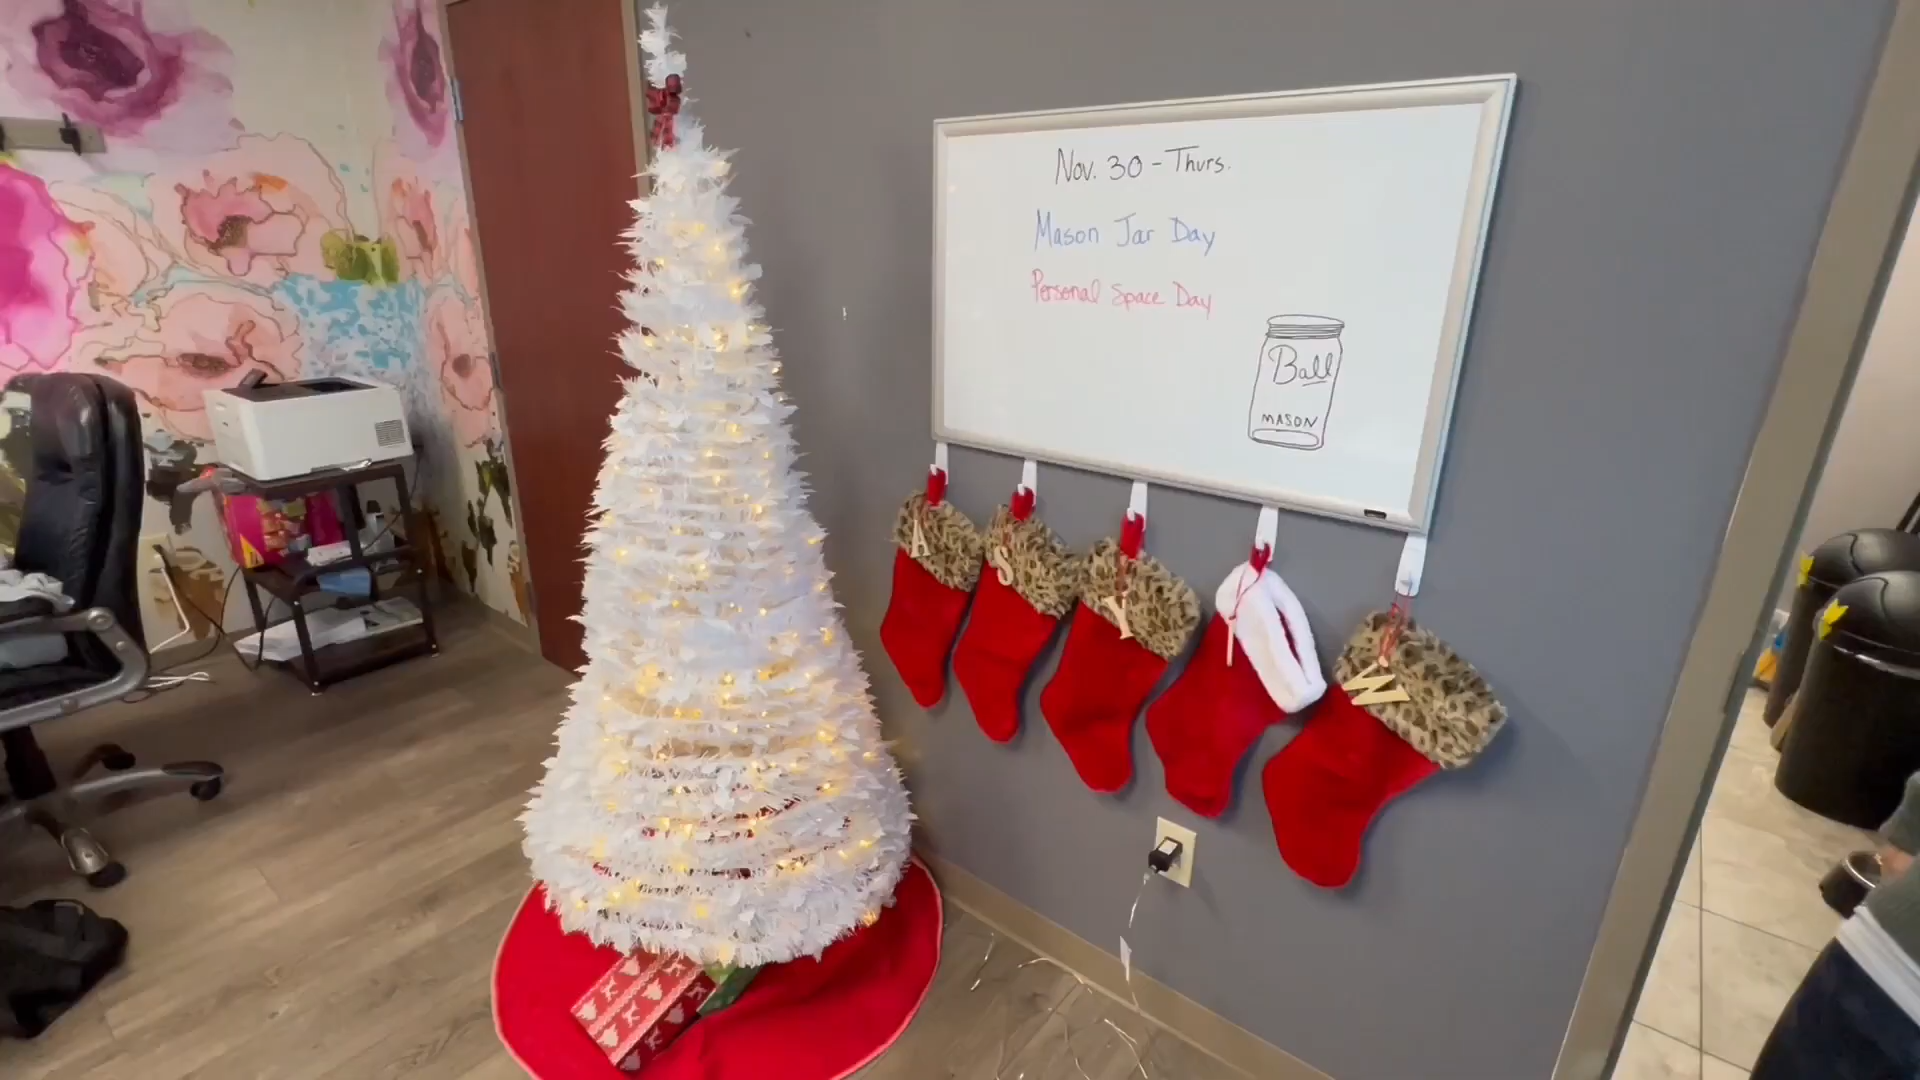 Nov. 30 - Thurs.
Mason Jar Day
Personal Space Day
Ball
MASON
A
S
Y
W